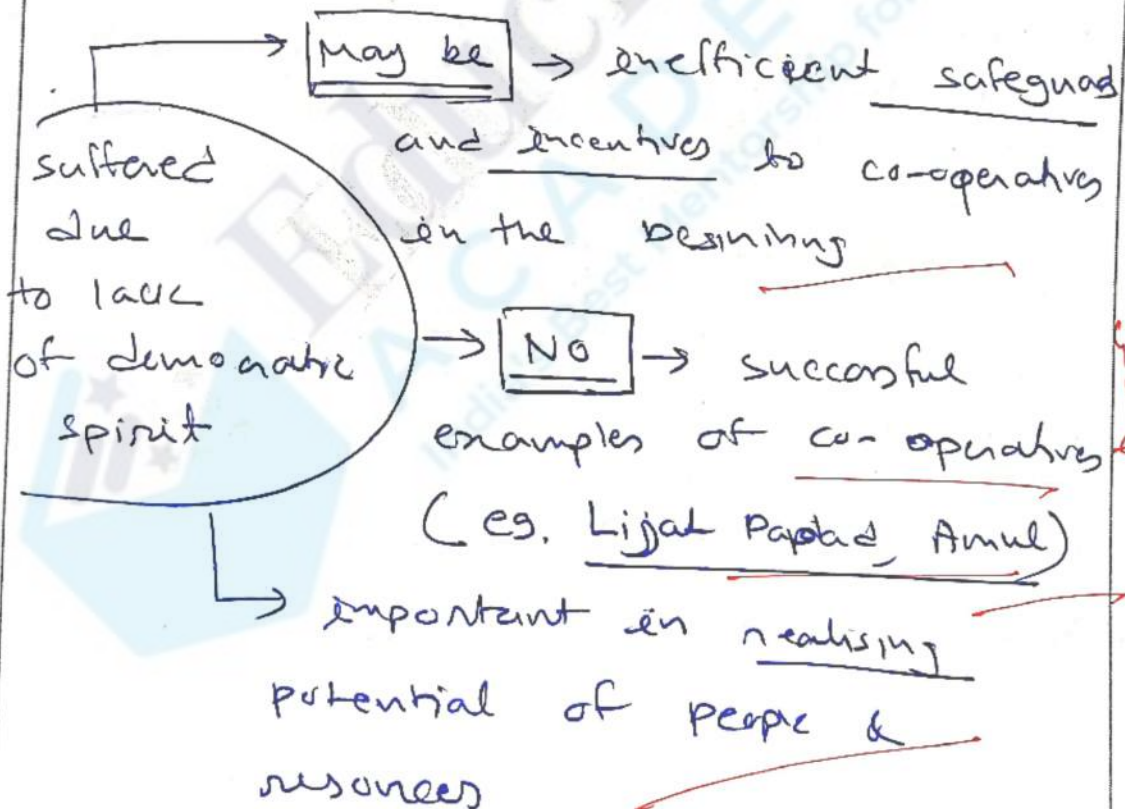 May be → inefficient safeguad
and incentives to co-operatives
in the beginning
suffered
due
to lack
of democratic
spirit
→ NO → successful
examples of co-operatives
(eg. Lijjat Papad, Amul)
→ important in realising
potential of people &
resources